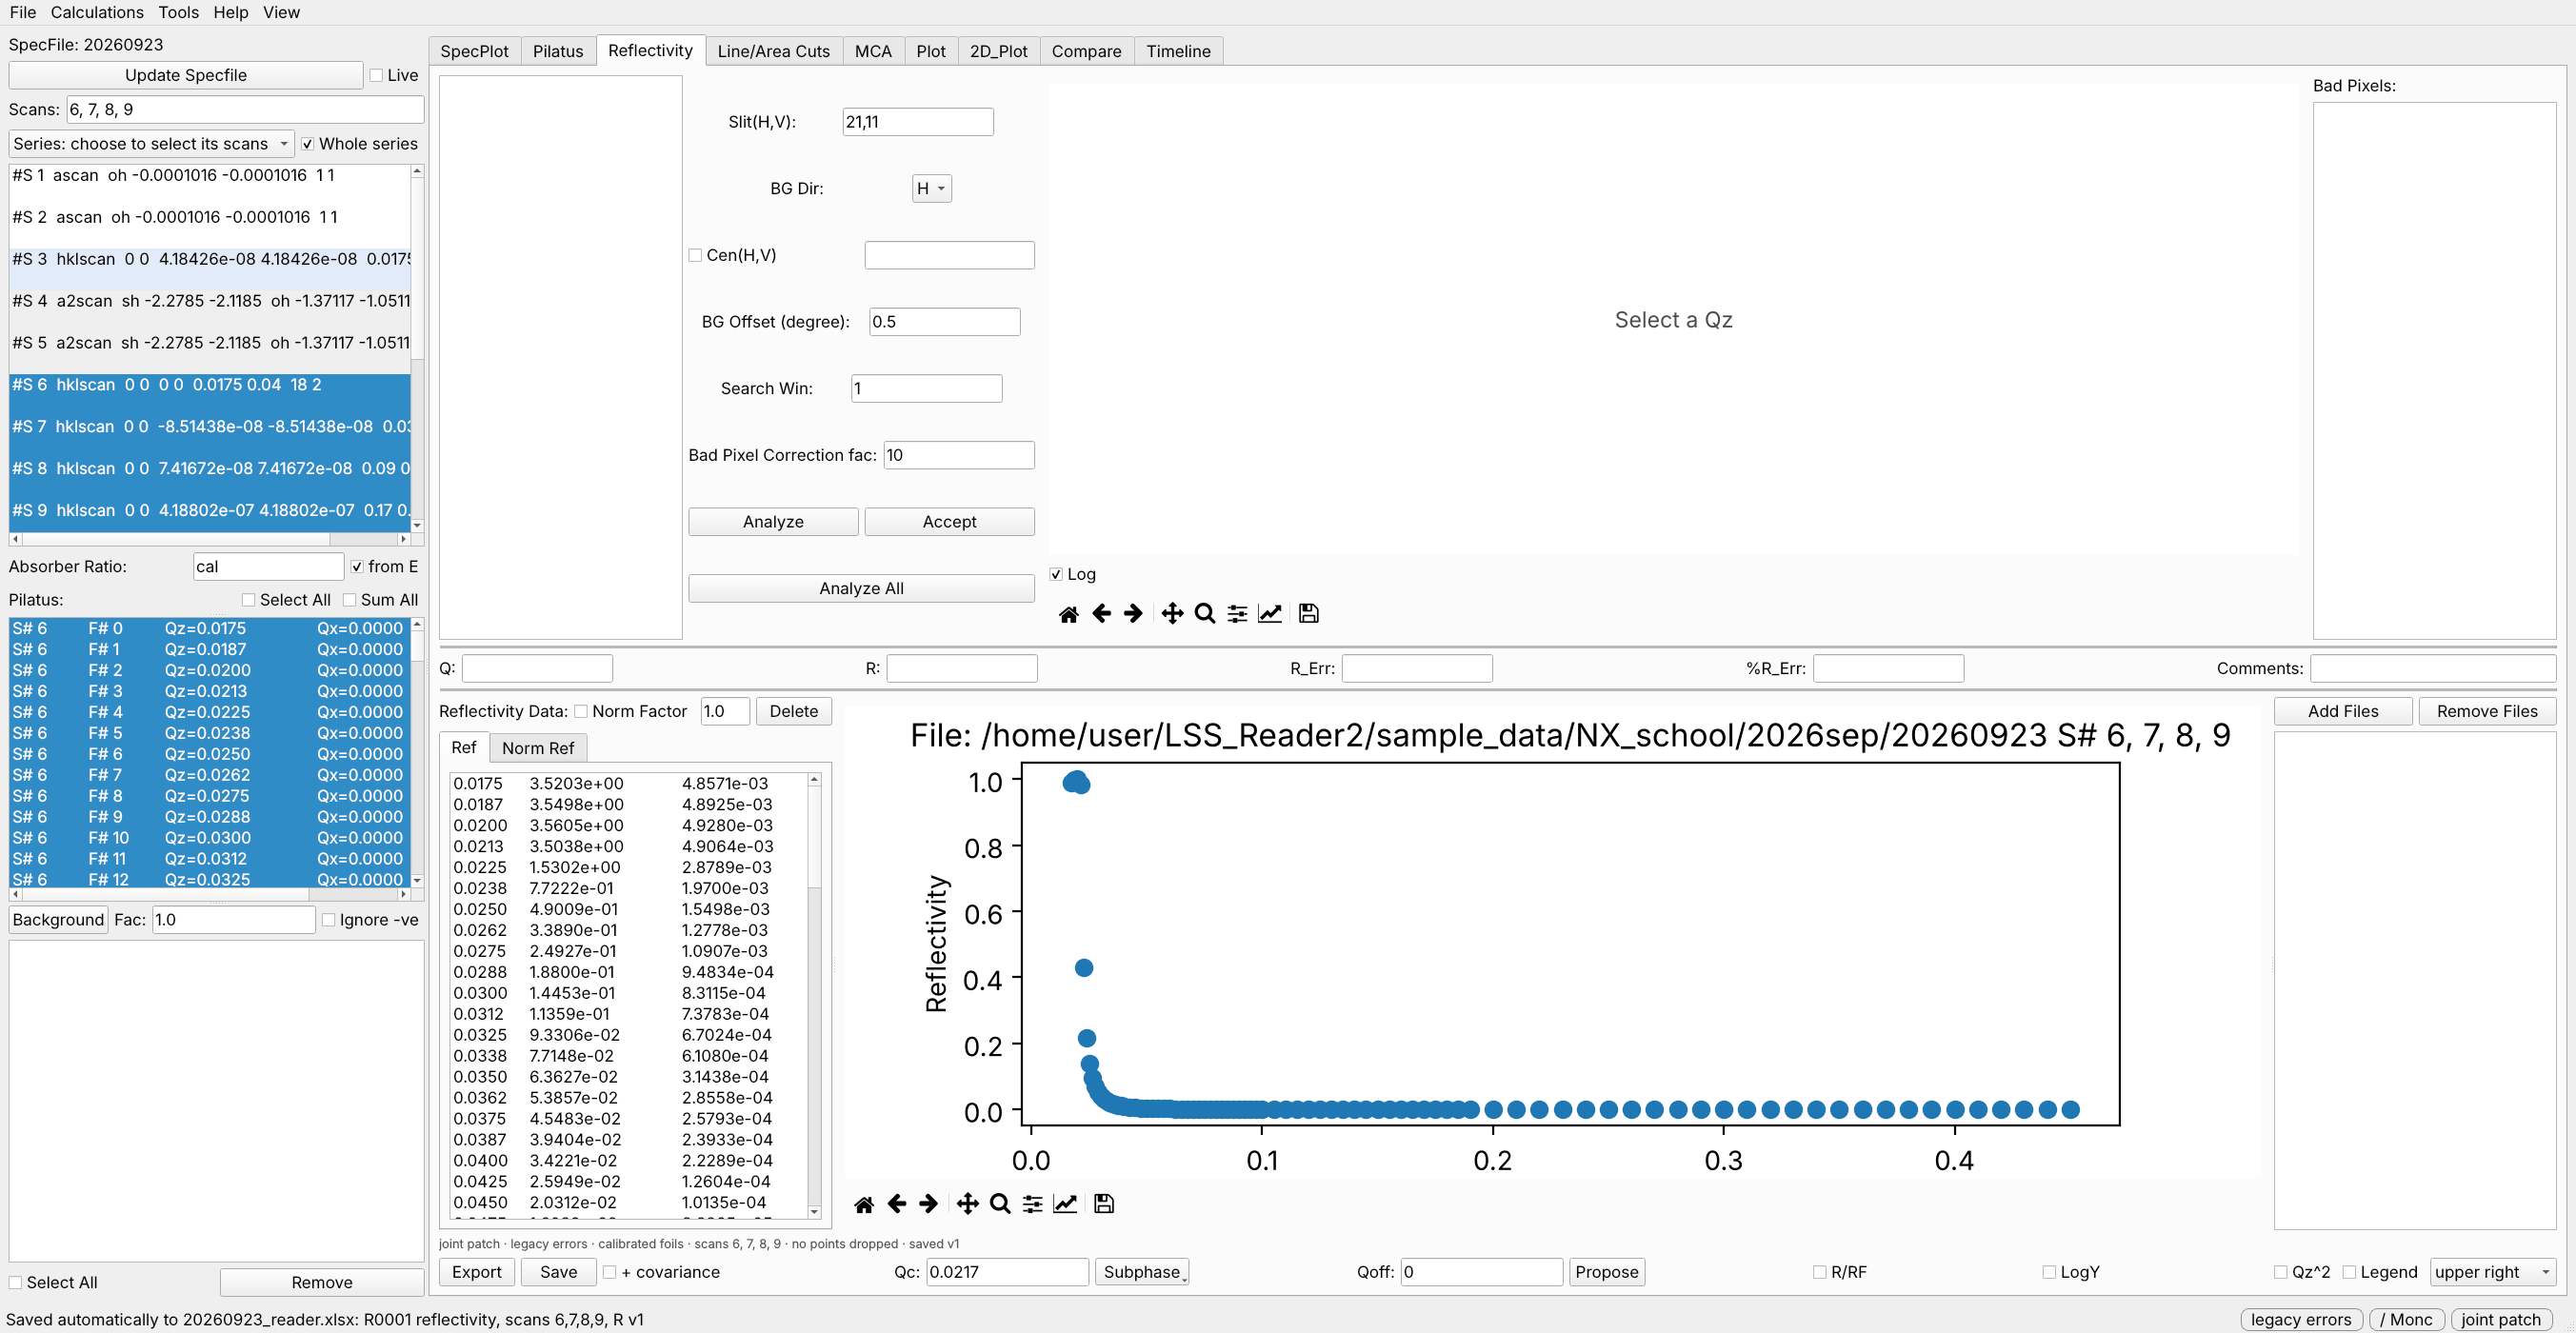 File Calculations Tools Help View
SpecFile: 20260923
Update Specfile Live
Scans: 6, 7, 8, 9
Series: choose to select its scans Whole series
#S 1 ascan oh -0.0001016 -0.0001016 1 1
#S 2 ascan oh -0.0001016 -0.0001016 1 1
#S 3 hklscan 0 0 4.18426e-08 4.18426e-08 0.0175
#S 4 a2scan sh -2.2785 -2.1185 oh -1.37117 -1.0511
#S 5 a2scan sh -2.2785 -2.1185 oh -1.37117 -1.0511
#S 6 hklscan 0 0 0 0 0.0175 0.04 18 2
#S 7 hklscan 0 0 -8.51438e-08 -8.51438e-08 0.03
#S 8 hklscan 0 0 7.41672e-08 7.41672e-08 0.09 0
#S 9 hklscan 0 0 4.18802e-07 4.18802e-07 0.17 0.
Absorber Ratio: cal from E
Pilatus: Select All Sum All
S# 6 F# 0 Qz=0.0175 Qx=0.0000
S# 6 F# 1 Qz=0.0187 Qx=0.0000
S# 6 F# 2 Qz=0.0200 Qx=0.0000
S# 6 F# 3 Qz=0.0213 Qx=0.0000
S# 6 F# 4 Qz=0.0225 Qx=0.0000
S# 6 F# 5 Qz=0.0238 Qx=0.0000
S# 6 F# 6 Qz=0.0250 Qx=0.0000
S# 6 F# 7 Qz=0.0262 Qx=0.0000
S# 6 F# 8 Qz=0.0275 Qx=0.0000
S# 6 F# 9 Qz=0.0288 Qx=0.0000
S# 6 F# 10 Qz=0.0300 Qx=0.0000
S# 6 F# 11 Qz=0.0312 Qx=0.0000
S# 6 F# 12 Qz=0.0325 Qx=0.0000
Background Fac: 1.0 Ignore -ve
Select All Remove
SpecPlot Pilatus Reflectivity Line/Area Cuts MCA Plot 2D_Plot Compare Timeline
Slit(H,V): 21,11
BG Dir: H
Cen(H,V)
BG Offset (degree): 0.5
Search Win: 1
Bad Pixel Correction fac: 10
Analyze Accept
Analyze All
Select a Qz
Log
Bad Pixels:
Q: R: R_Err: %R_Err: Comments:
Reflectivity Data: Norm Factor 1.0 Delete
Ref Norm Ref
0.0175 3.5203e+00 4.8571e-03
0.0187 3.5498e+00 4.8925e-03
0.0200 3.5605e+00 4.9280e-03
0.0213 3.5038e+00 4.9064e-03
0.0225 1.5302e+00 2.8789e-03
0.0238 7.7222e-01 1.9700e-03
0.0250 4.9009e-01 1.5498e-03
0.0262 3.3890e-01 1.2778e-03
0.0275 2.4927e-01 1.0907e-03
0.0288 1.8800e-01 9.4834e-04
0.0300 1.4453e-01 8.3115e-04
0.0312 1.1359e-01 7.3783e-04
0.0325 9.3306e-02 6.7024e-04
0.0338 7.7148e-02 6.1080e-04
0.0350 6.3627e-02 3.1438e-04
0.0362 5.3857e-02 2.8558e-04
0.0375 4.5483e-02 2.5793e-04
0.0387 3.9404e-02 2.3933e-04
0.0400 3.4221e-02 2.2289e-04
0.0425 2.5949e-02 1.2604e-04
0.0450 2.0312e-02 1.0135e-04
File: /home/user/LSS_Reader2/sample_data/NX_school/2026sep/20260923 S# 6, 7, 8, 9
Reflectivity
1.0
0.8
0.6
0.4
0.2
0.0
0.0 0.1 0.2 0.3 0.4
Add Files Remove Files
joint patch · legacy errors · calibrated foils · scans 6, 7, 8, 9 · no points dropped · saved v1
Export Save + covariance Qc: 0.0217 Subphase Qoff: 0 Propose R/RF LogY Qz^2 Legend upper right
Saved automatically to 20260923_reader.xlsx: R0001 reflectivity, scans 6,7,8,9, R v1
legacy errors / Monc joint patch